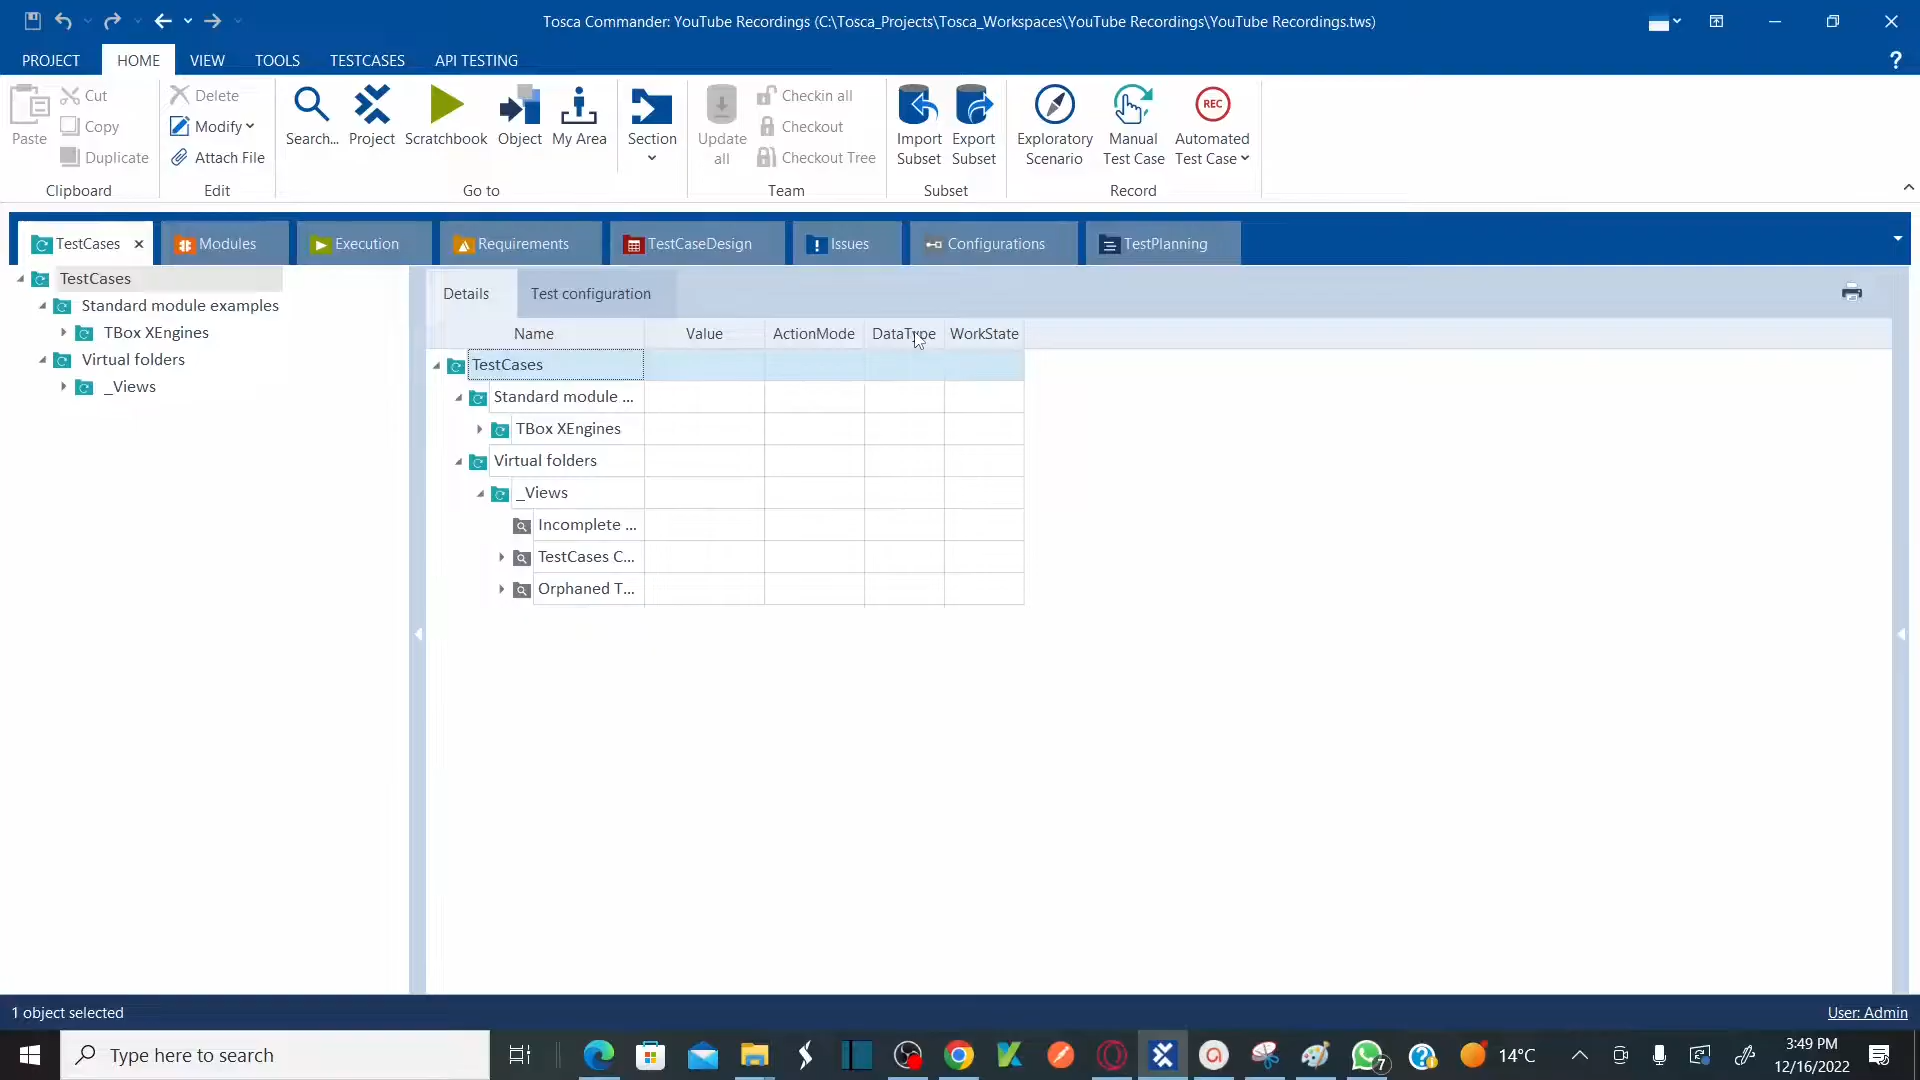 Tosca Commander: YouTube Recordings (C:\Tosca_Projects\Tosca_Workspaces\YouTube Recordings\YouTube Recordings.tws)
PROJECT HOME VIEW TOOLS TESTCASES API TESTING ?
Paste
Cut
Copy
Duplicate
Clipboard
Delete
Modify
Attach File
Edit
Search...
Project
Scratchbook
Object
My Area
Section
Go to
Update all
Checkin all
Checkout
Checkout Tree
Team
Import Subset
Export Subset
Subset
Exploratory Scenario
Manual Test Case
REC
Automated Test Case
Record
TestCases Modules Execution Requirements TestCaseDesign Issues Configurations TestPlanning
TestCases
Standard module examples
TBox XEngines
Virtual folders
_Views
Details Test configuration
Name Value ActionMode DataType WorkState
TestCases
Standard module ...
TBox XEngines
Virtual folders
_Views
Incomplete ...
TestCases C...
Orphaned T...
1 object selected
User: Admin
Type here to search
7
14°C
3:49 PM
12/16/2022